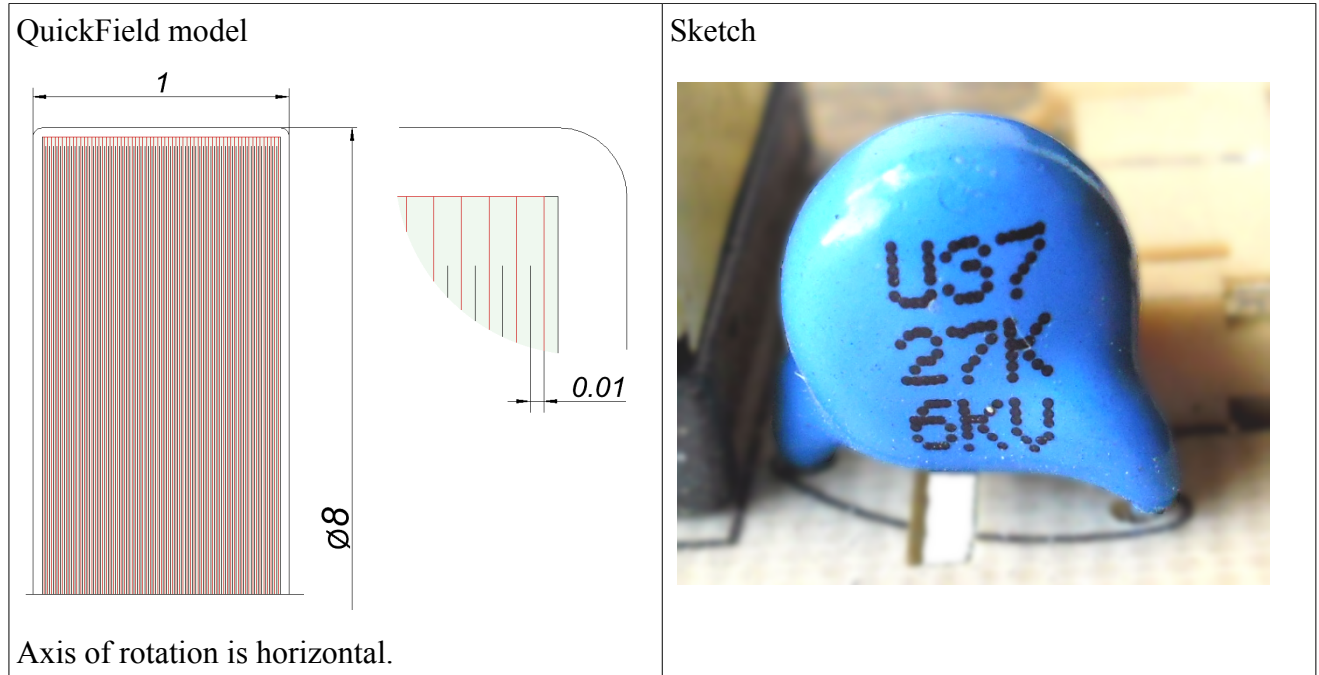 QuickField model
Sketch
1
0.01
ø8
U37
27K
6KV
Axis of rotation is horizontal.